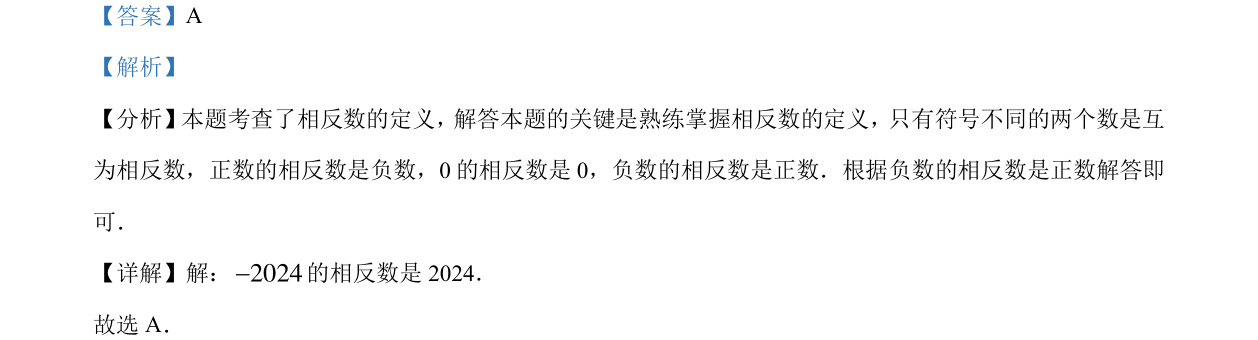 【答案】A
【解析】
【分析】本题考查了相反数的定义，解答本题的关键是熟练掌握相反数的定义，只有符号不同的两个数是互
为相反数，正数的相反数是负数，0 的相反数是 0，负数的相反数是正数．根据负数的相反数是正数解答即
可．
【详解】解：−2024的相反数是 2024．
故选 A．